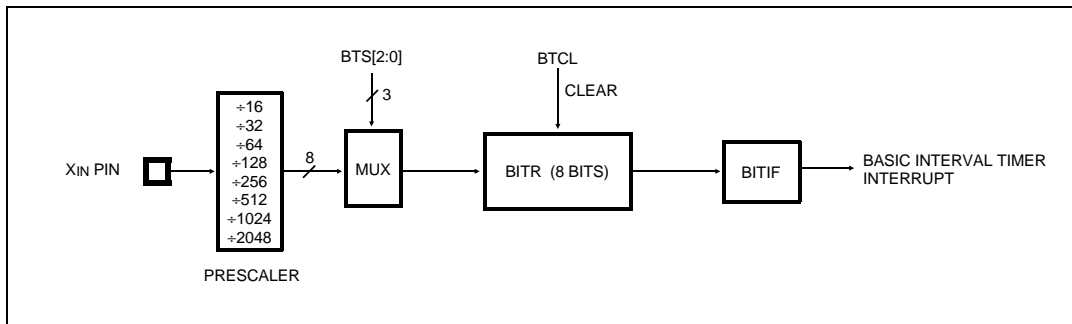 BTS[2:0]
BTCL
3
CLEAR
÷16
÷32
÷64
÷128
÷256
÷512
÷1024
÷2048
XIN PIN
8
MUX
BITR (8 BITS)
BITIF
BASIC INTERVAL TIMER
INTERRUPT
PRESCALER